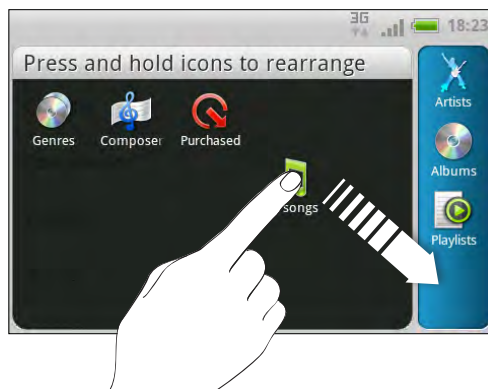 3G 18:23
Press and hold icons to rearrange
Artists
Genres Composer Purchased
songs
Albums
Playlists